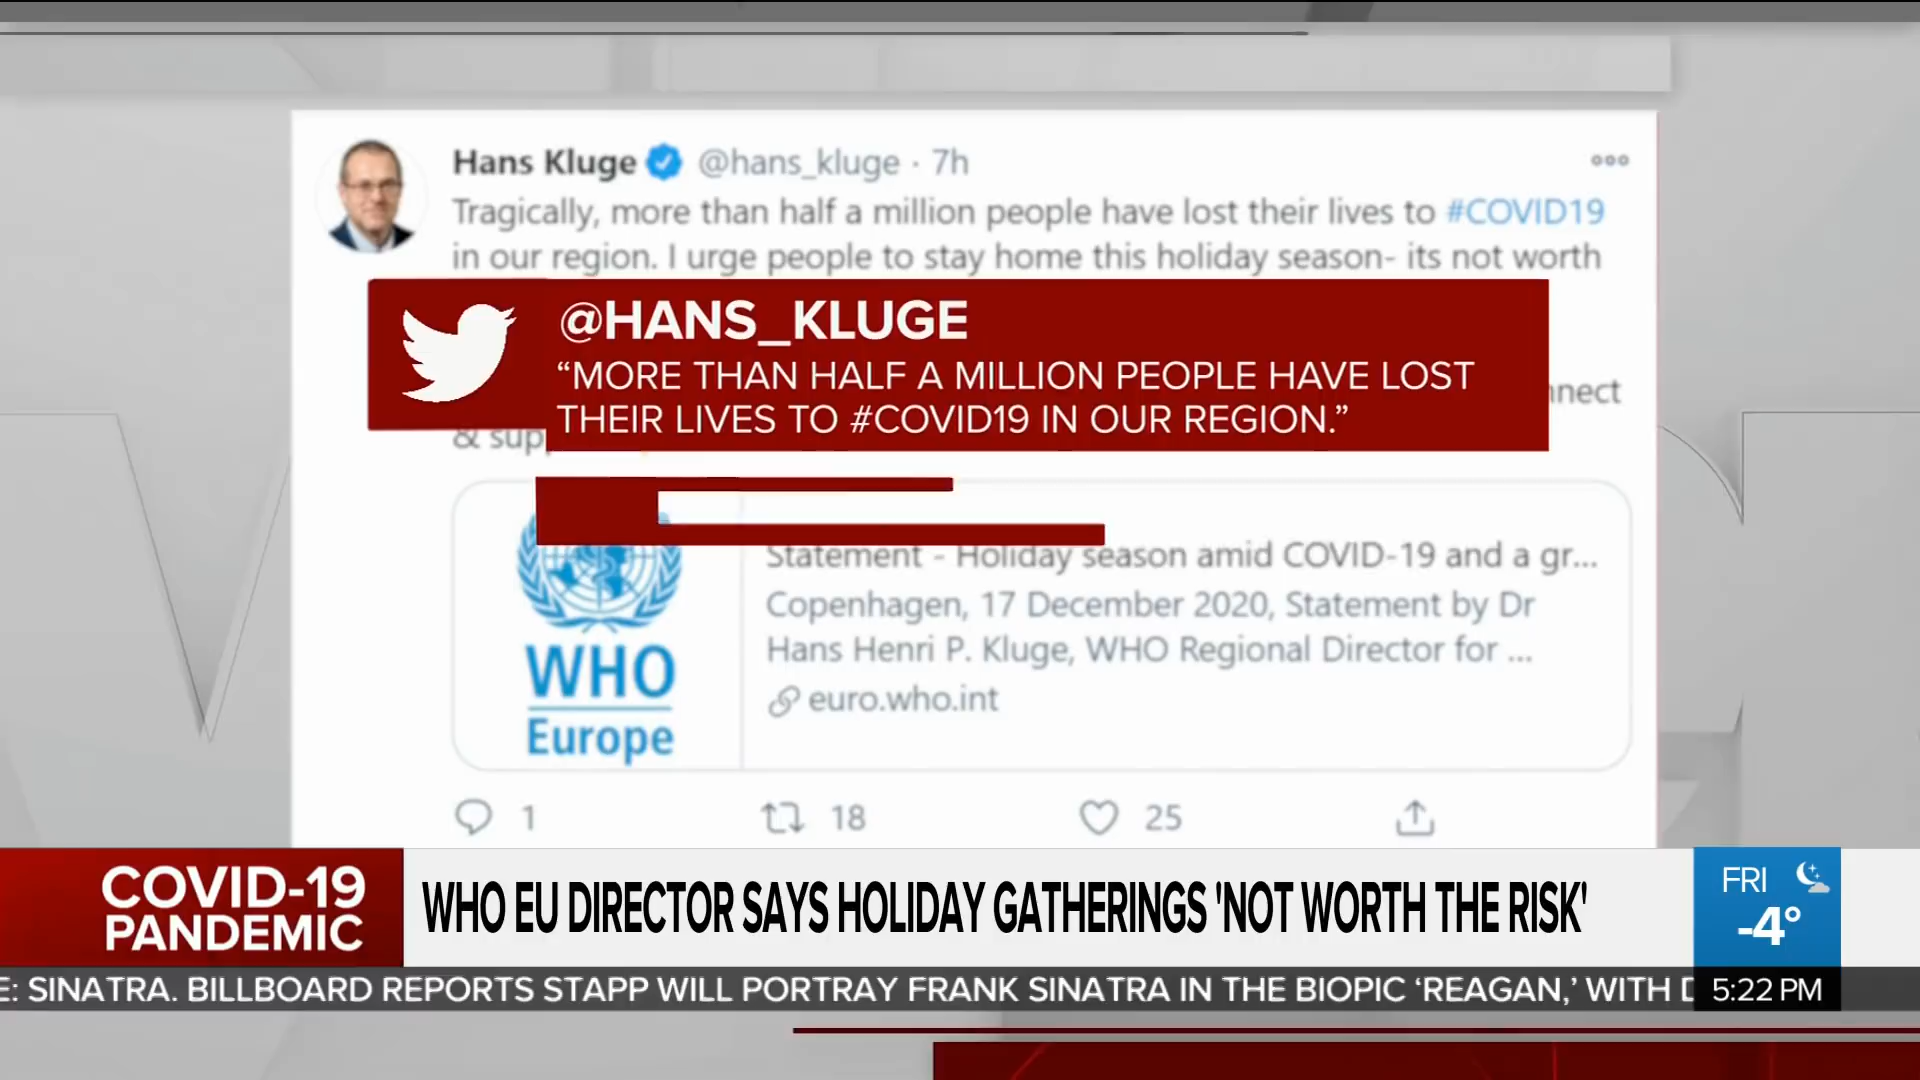 Hans Kluge @hans_kluge · 7h
Tragically, more than half a million people have lost their lives to #COVID19
in our region. I urge people to stay home this holiday season- its not worth
@HANS_KLUGE
“MORE THAN HALF A MILLION PEOPLE HAVE LOST
THEIR LIVES TO #COVID19 IN OUR REGION.”
&
Statement - Holiday season amid COVID-19 and a gr...
Copenhagen, 17 December 2020, Statement by Dr
Hans Henri P. Kluge, WHO Regional Director for ...
euro.who.int
WHO
Europe
1 18 25
COVID-19
PANDEMIC
WHO EU DIRECTOR SAYS HOLIDAY GATHERINGS 'NOT WORTH THE RISK'
FRI
-4°
E: SINATRA. BILLBOARD REPORTS STAPP WILL PORTRAY FRANK SINATRA IN THE BIOPIC ‘REAGAN,’ WITH
5:22 PM